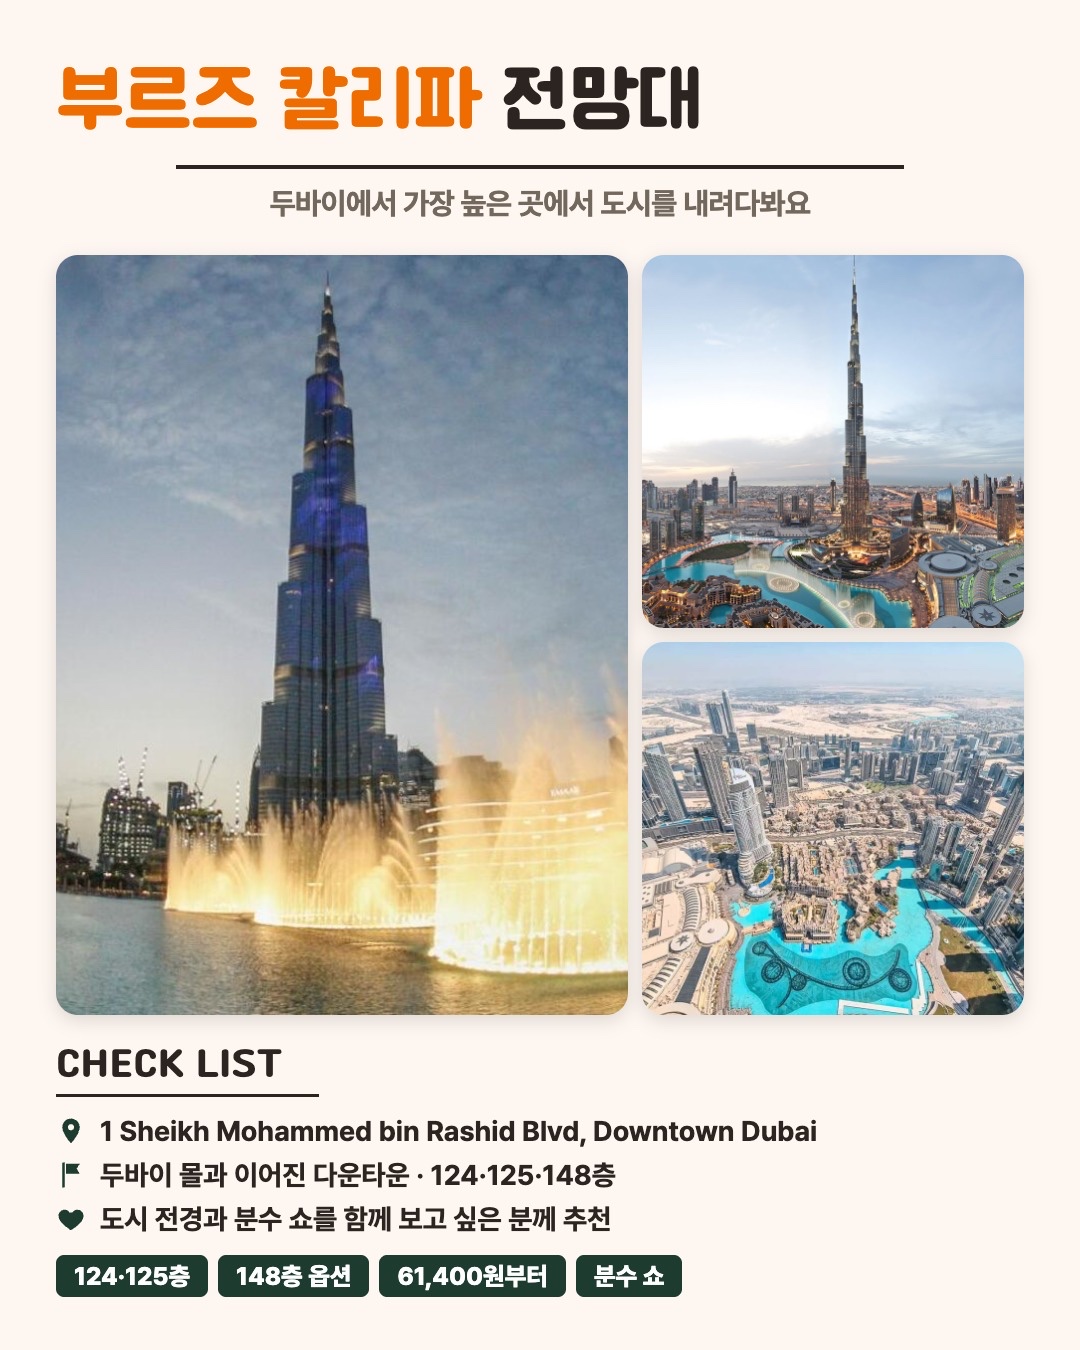 부르즈 칼리파 전망대
두바이에서 가장 높은 곳에서 도시를 내려다봐요
EMAAR
CHECK LIST
1 Sheikh Mohammed bin Rashid Blvd, Downtown Dubai
두바이 몰과 이어진 다운타운 · 124·125·148층
도시 전경과 분수 쇼를 함께 보고 싶은 분께 추천
124·125층 148층 옵션 61,400원부터 분수 쇼